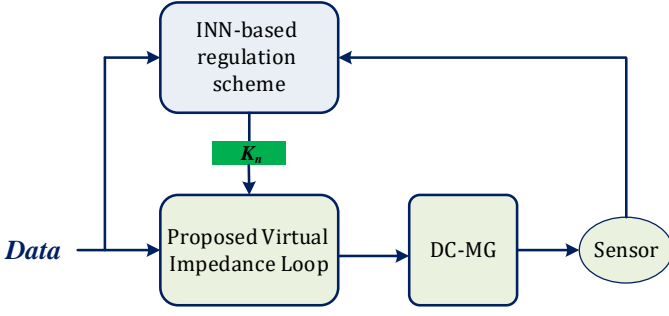 INN-based
regulation
scheme
K_n
Data
Proposed Virtual
Impedance Loop
DC-MG
Sensor